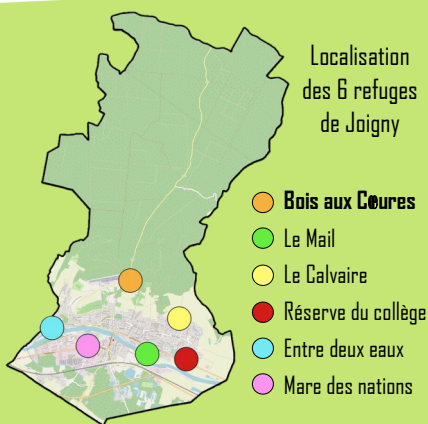 Localisation
des 6 refuges
de Joigny
Bois aux Cœures
Le Mail
Le Calvaire
Réserve du collège
Entre deux eaux
Mare des nations